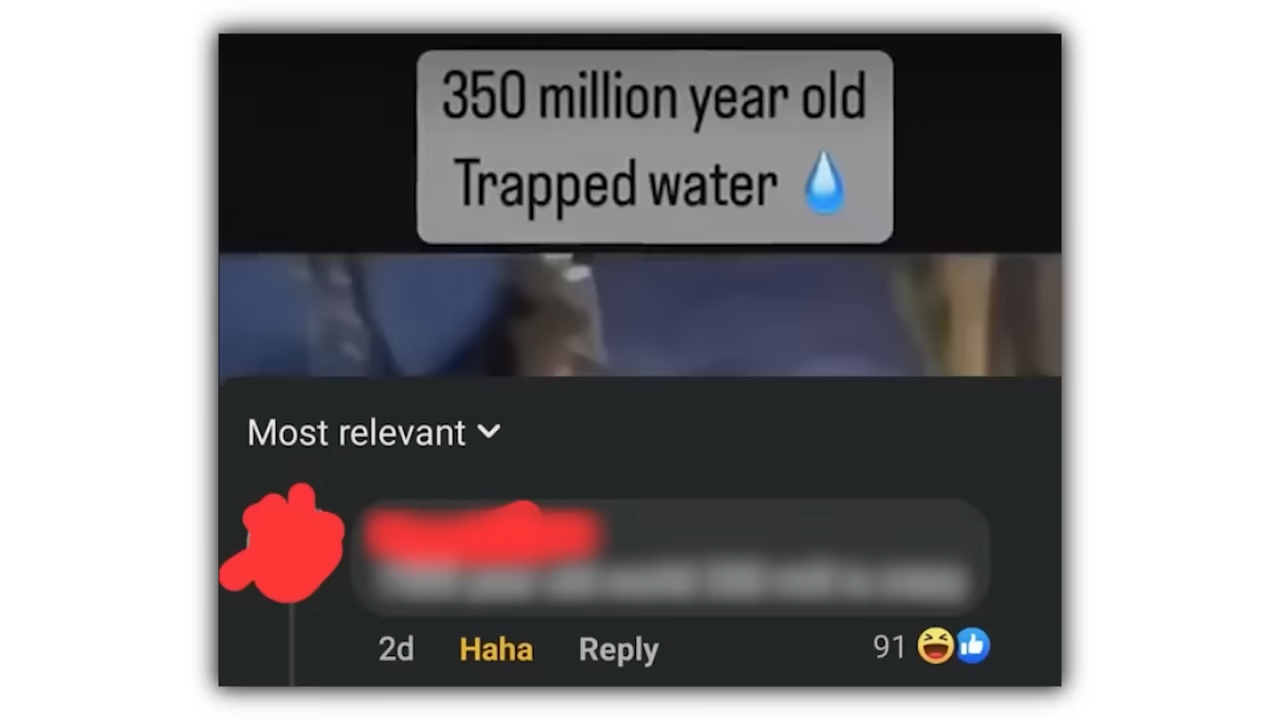 350 million year old
Trapped water 💧
Most relevant
2d Haha Reply 91